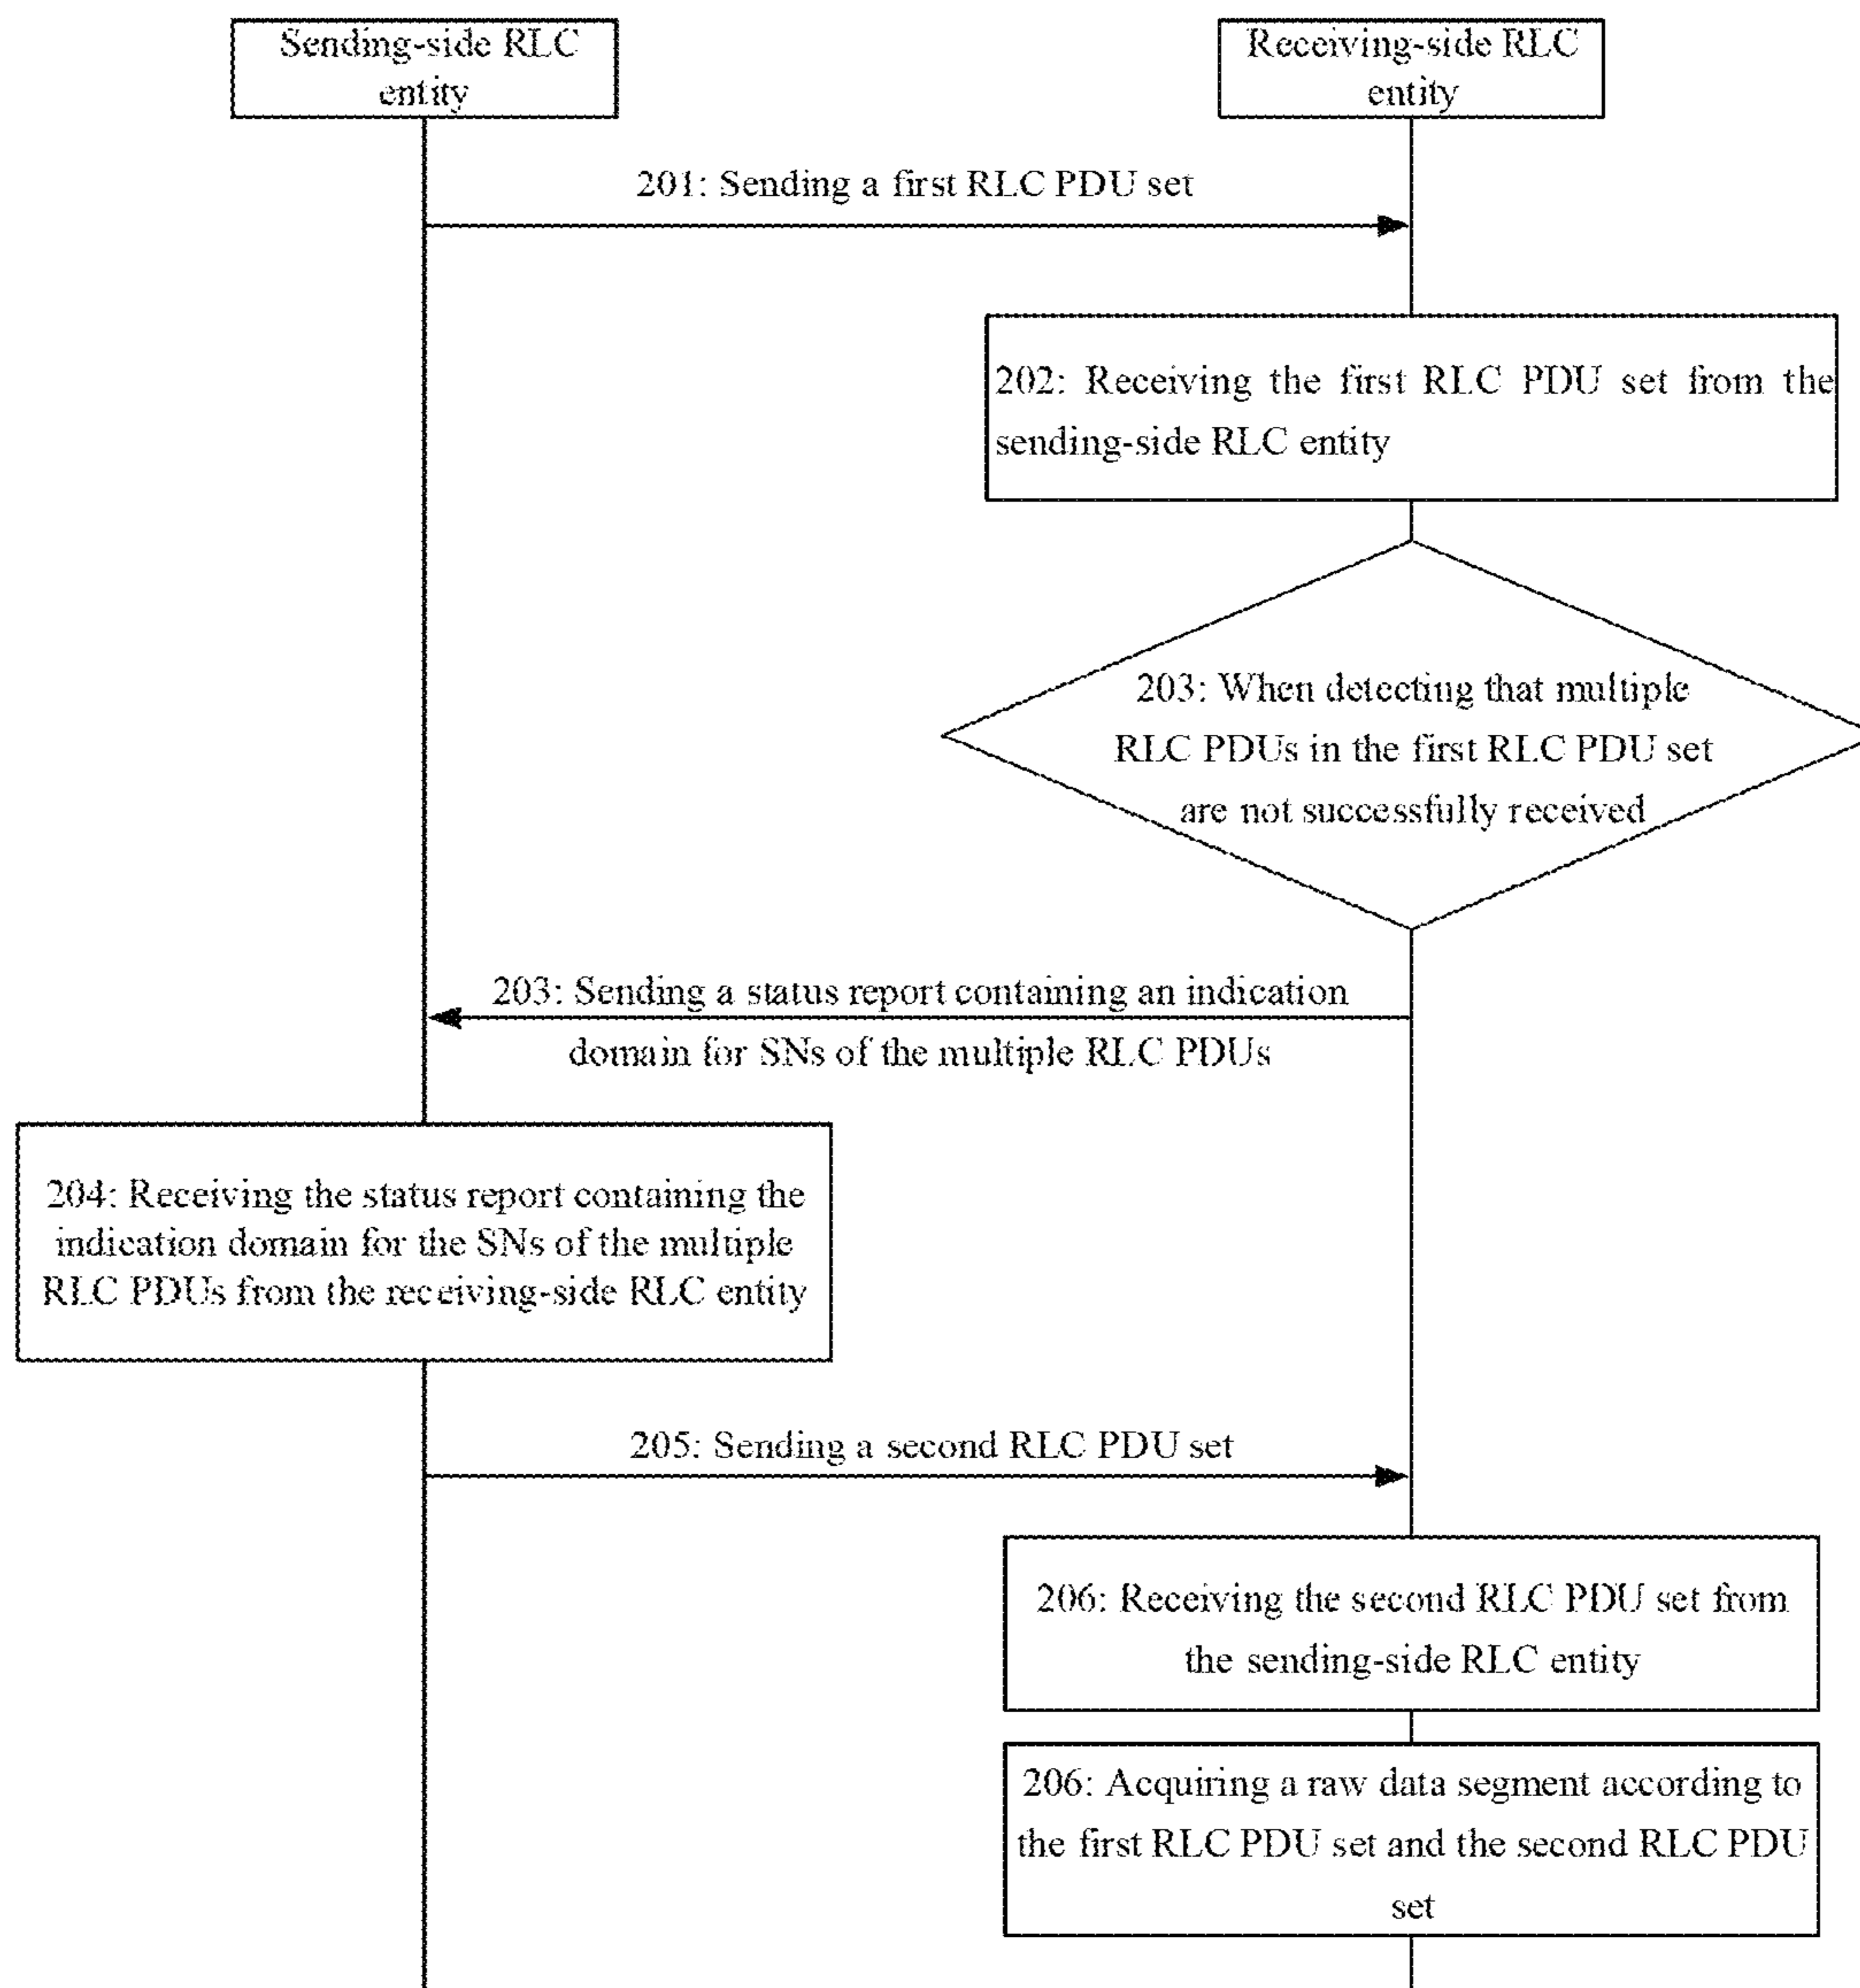 Sending-side RLC
entity
Receiving-side RLC
entity
201: Sending a first RLC PDU set
202: Receiving the first RLC PDU set from the
sending-side RLC entity
203: When detecting that multiple
RLC PDUs in the first RLC PDU set
are not successfully received
203: Sending a status report containing an indication
domain for SNs of the multiple RLC PDUs
204: Receiving the status report containing the
indication domain for the SNs of the multiple
RLC PDUs from the receiving-side RLC entity
205: Sending a second RLC PDU set
206: Receiving the second RLC PDU set from
the sending-side RLC entity
206: Acquiring a raw data segment according to
the first RLC PDU set and the second RLC PDU
set